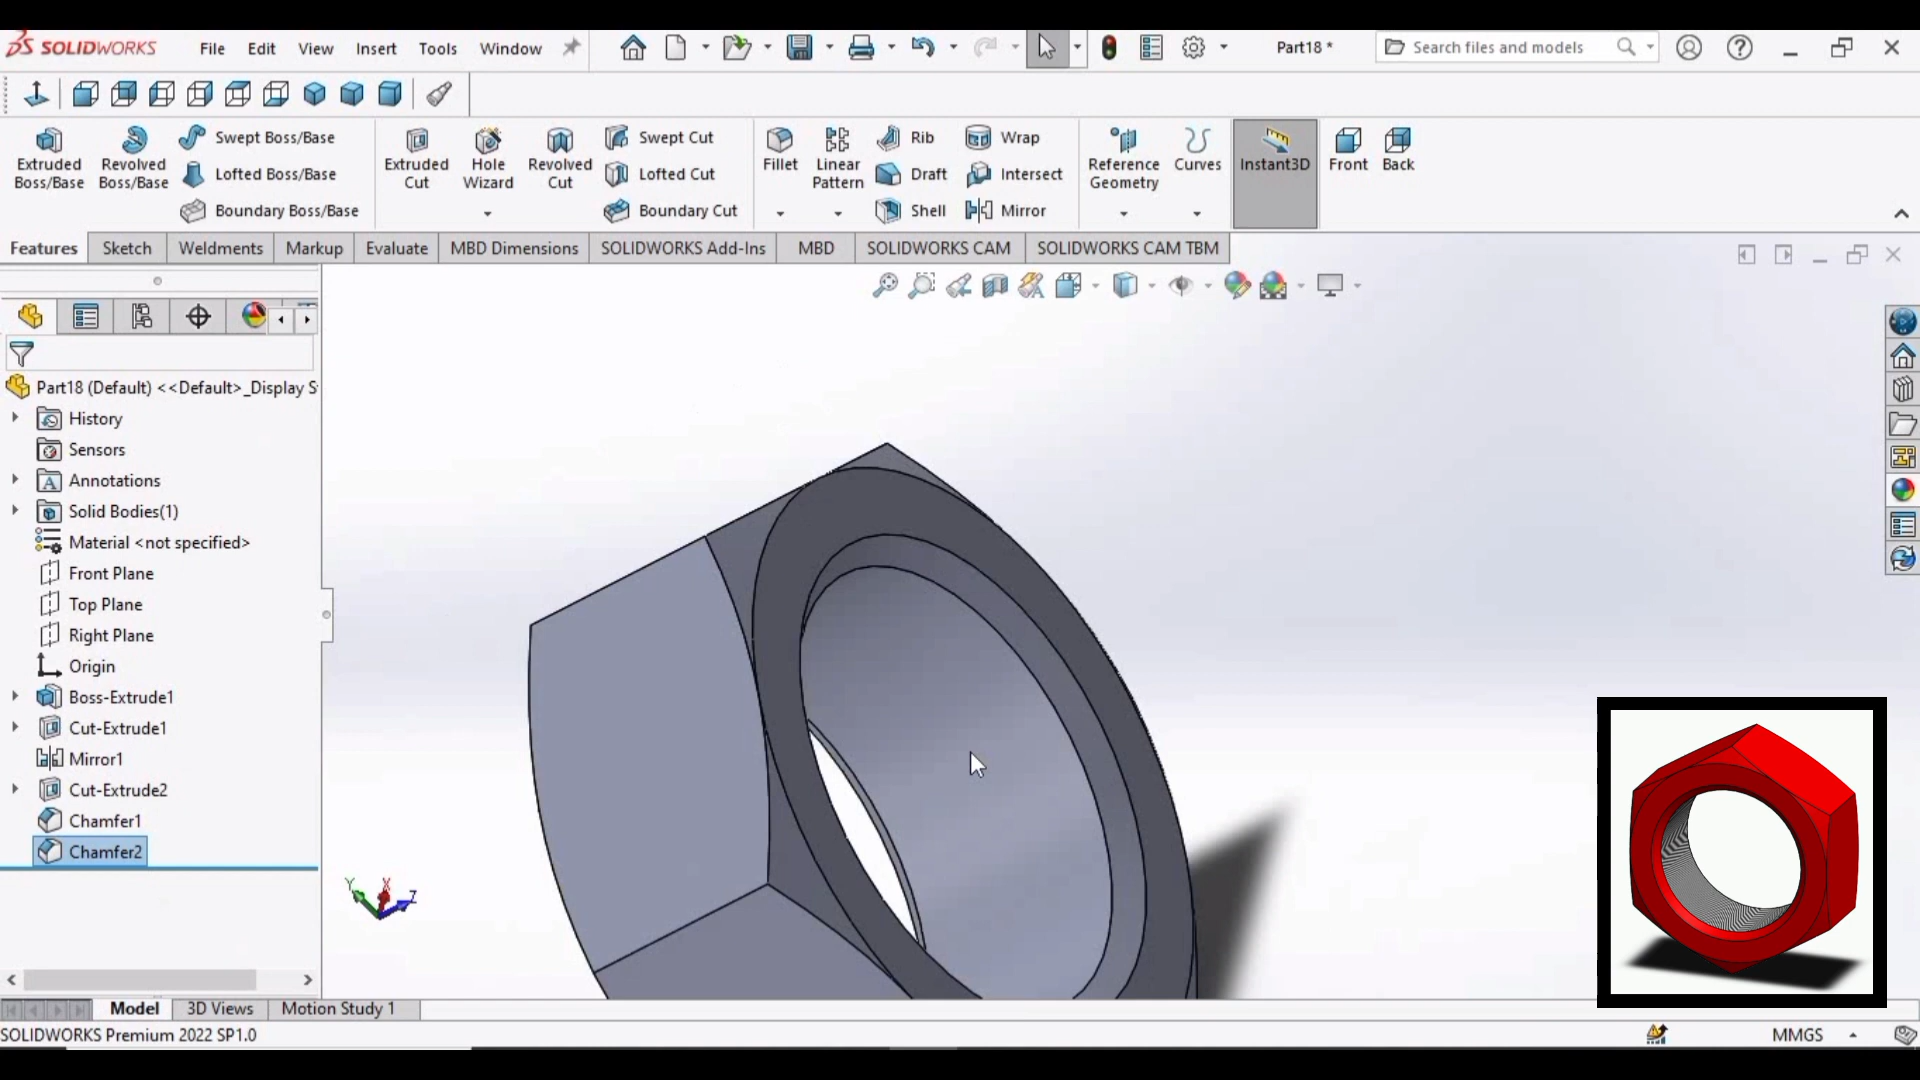 SOLIDWORKS File Edit View Insert Tools Window Part18 * Search files and models
Extruded Boss/Base Revolved Boss/Base Swept Boss/Base Lofted Boss/Base Boundary Boss/Base Extruded Cut Hole Wizard Revolved Cut Swept Cut Lofted Cut Boundary Cut Fillet Linear Pattern Rib Draft Shell Wrap Intersect Mirror Reference Geometry Curves Instant3D Front Back
Features Sketch Weldments Markup Evaluate MBD Dimensions SOLIDWORKS Add-Ins MBD SOLIDWORKS CAM SOLIDWORKS CAM TBM
Part18 (Default) <<Default>_Display S
History
Sensors
Annotations
Solid Bodies(1)
Material <not specified>
Front Plane
Top Plane
Right Plane
Origin
Boss-Extrude1
Cut-Extrude1
Mirror1
Cut-Extrude2
Chamfer1
Chamfer2
Y X Z
Model 3D Views Motion Study 1
SOLIDWORKS Premium 2022 SP1.0 MMGS